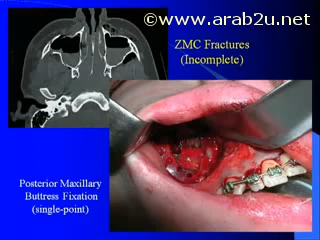 ©www.arab2u.net
ZMC Fractures
(Incomplete)
Posterior Maxillary
Buttress Fixation
(single-point)